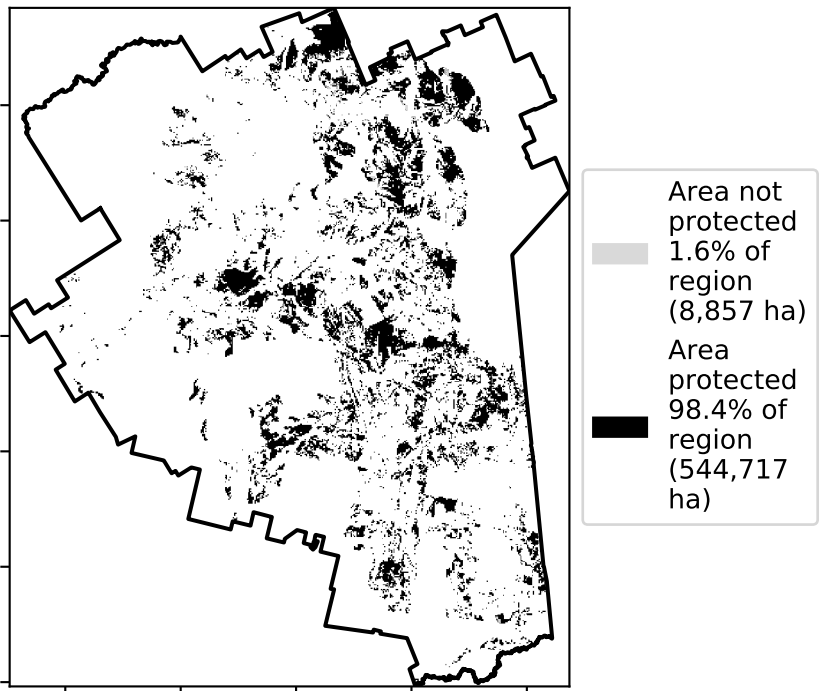 Area not
protected
1.6% of
region
(8,857 ha)
Area
protected
98.4% of
region
(544,717
ha)